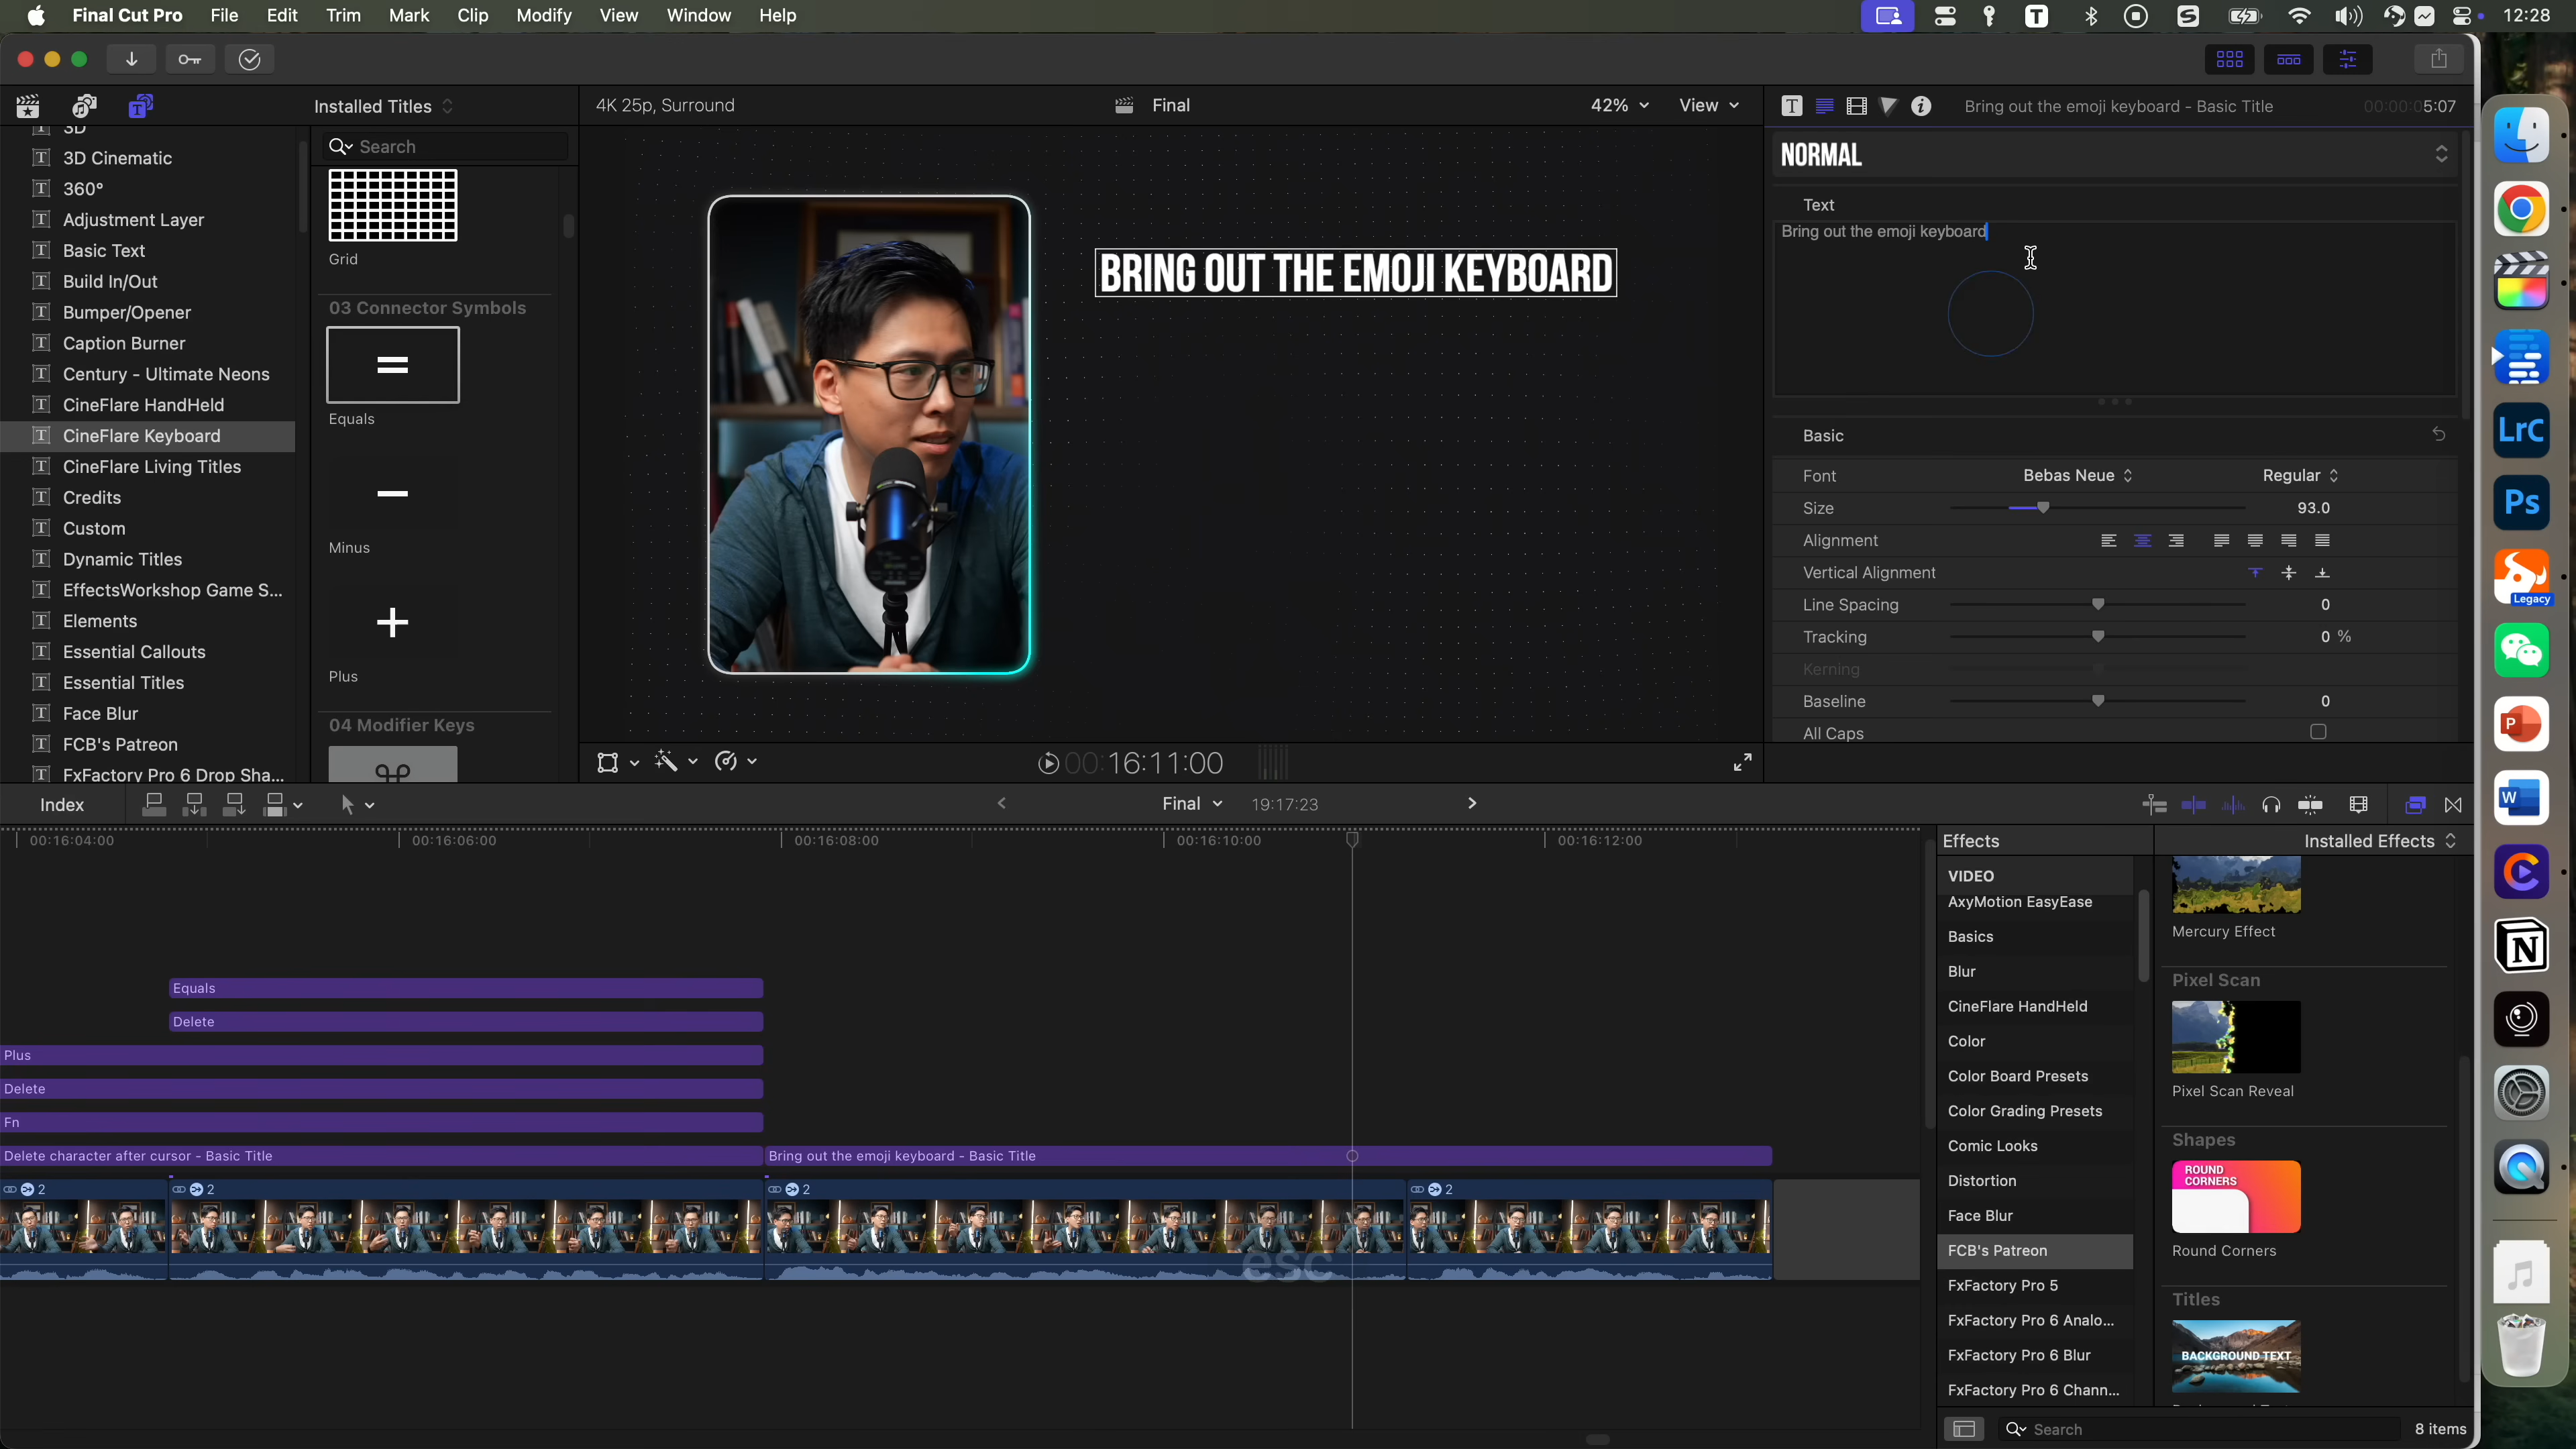 Final Cut Pro File Edit Trim Mark Clip Modify View Window Help 12:28
Installed Titles
4K 25p, Surround
Final
42%
View
Bring out the emoji keyboard - Basic Title
00:00:05:07
3D
3D Cinematic
360°
Adjustment Layer
Basic Text
Build In/Out
Bumper/Opener
Caption Burner
Century - Ultimate Neons
CineFlare HandHeld
CineFlare Keyboard
CineFlare Living Titles
Credits
Custom
Dynamic Titles
EffectsWorkshop Game S...
Elements
Essential Callouts
Essential Titles
Face Blur
FCB's Patreon
FxFactory Pro 6 Drop Sha...
Search
Grid
03 Connector Symbols
=
Equals
−
Minus
+
Plus
04 Modifier Keys
⌘
BRING OUT THE EMOJI KEYBOARD
00:16:11:00
NORMAL
Text
Bring out the emoji keyboard
Basic
Font Bebas Neue Regular
Size 93.0
Alignment
Vertical Alignment
Line Spacing 0
Tracking 0 %
Kerning
Baseline 0
All Caps
Index
Final 19:17:23
00:16:04:00 00:16:06:00 00:16:08:00 00:16:10:00 00:16:12:00
Equals
Delete
Plus
Delete
Fn
Delete character after cursor - Basic Title
Bring out the emoji keyboard - Basic Title
2 2 2 2
esc
Effects
Installed Effects
VIDEO
AxyMotion EasyEase
Basics
Blur
CineFlare HandHeld
Color
Color Board Presets
Color Grading Presets
Comic Looks
Distortion
Face Blur
FCB's Patreon
FxFactory Pro 5
FxFactory Pro 6 Analo...
FxFactory Pro 6 Blur
FxFactory Pro 6 Chann...
Mercury Effect
Pixel Scan
Pixel Scan Reveal
Shapes
ROUND
CORNERS
Round Corners
Titles
BACKGROUND TEXT
Search
8 items
LrC
Ps
Legacy
P
W
N